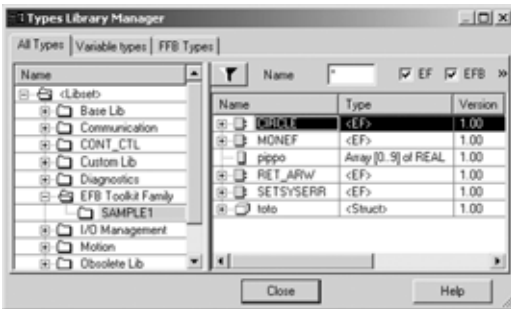 Types Library Manager
All Types Variable types FFB Types
Name
<Libset>
Base Lib
Communication
CONT_CTL
Custom Lib
Diagnostics
EFB Toolkit Family
SAMPLE1
I/O Management
Motion
Obsolete Lib
Name * EF EFB »
Name Type Version
CIRCLE <EF> 1.00
MONEF <EF> 1.00
pippo Array [0..9] of REAL 1.00
RET_ARW <EF> 1.00
SETSYSERR <EF> 1.00
toto <Struct> 1.00
Close Help